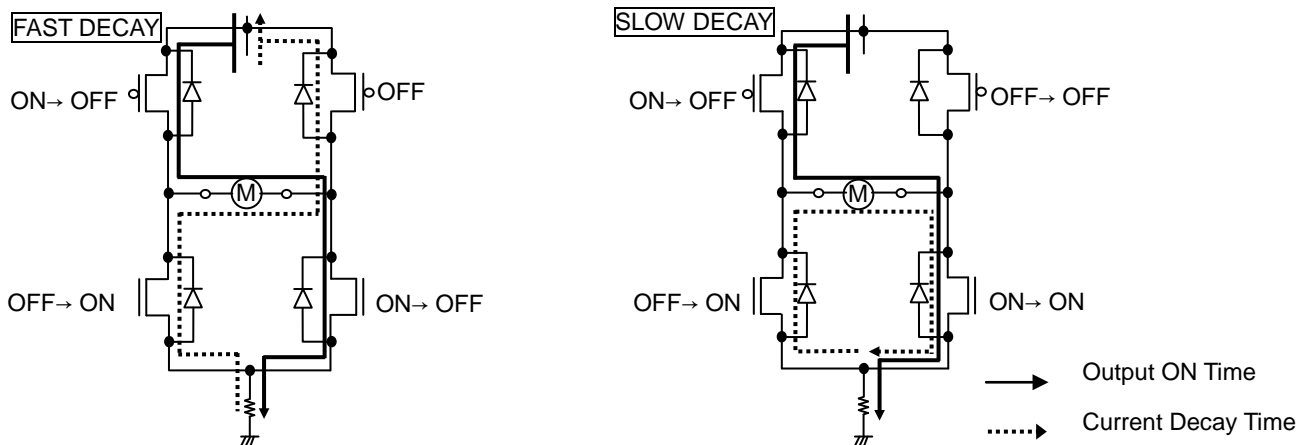 FAST DECAY
ON→ OFF
OFF
M
OFF→ ON
ON→ OFF
SLOW DECAY
ON→ OFF
OFF→ OFF
M
OFF→ ON
ON→ ON
Output ON Time
Current Decay Time